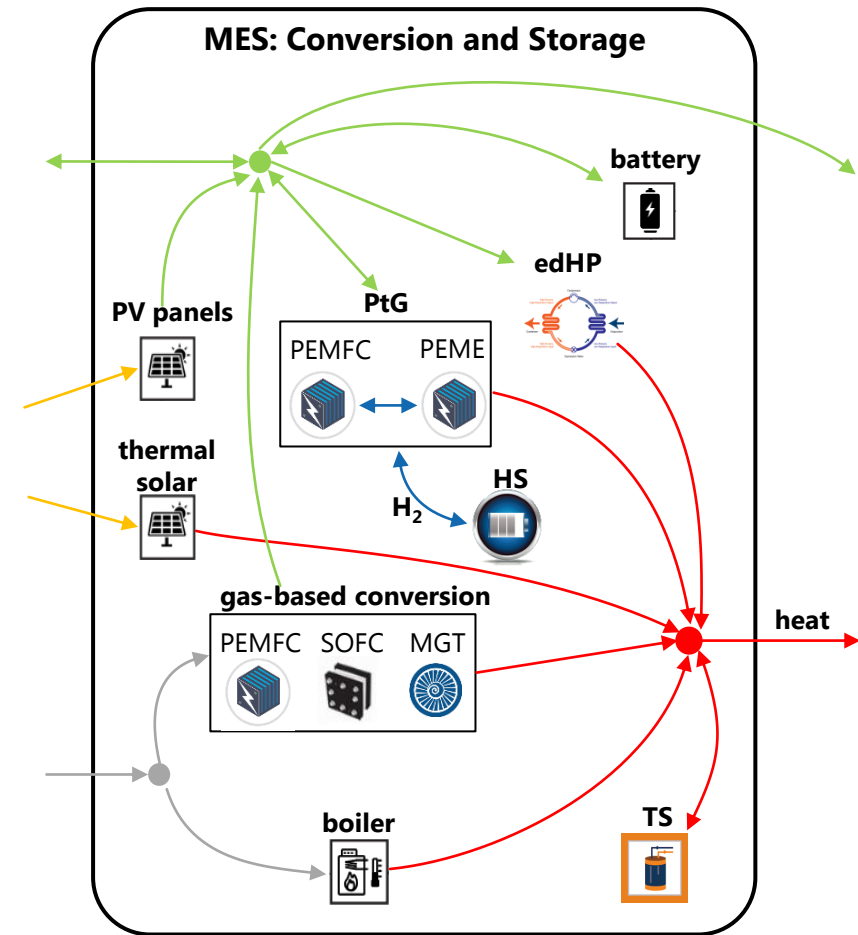 MES: Conversion and Storage
battery
edHP
PtG
PV panels
PEMFC PEME
thermal
solar
HS
H₂
gas-based conversion
heat
PEMFC SOFC MGT
boiler
TS